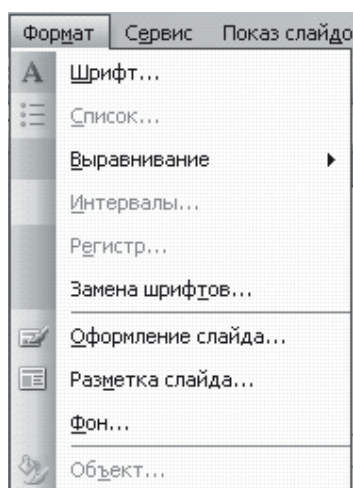 Формат Сервис Показ слайдо
Шрифт...
Список...
Выравнивание
Интервалы...
Регистр...
Замена шрифтов...
Оформление слайда...
Разметка слайда...
Фон...
Объект...